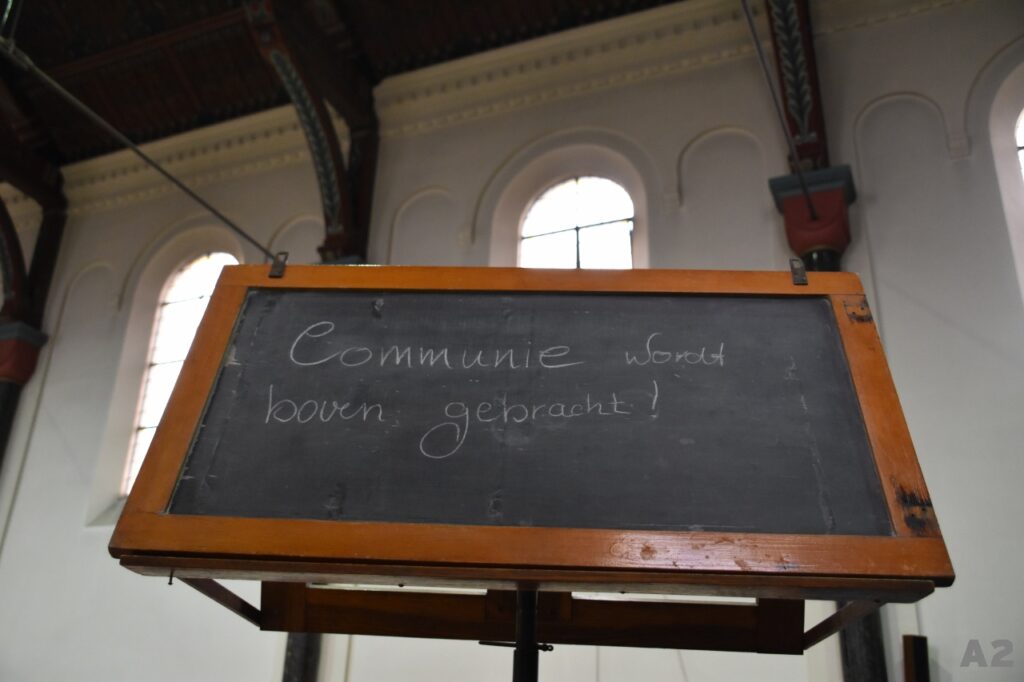 Communie wordt
boven gebracht!
A2